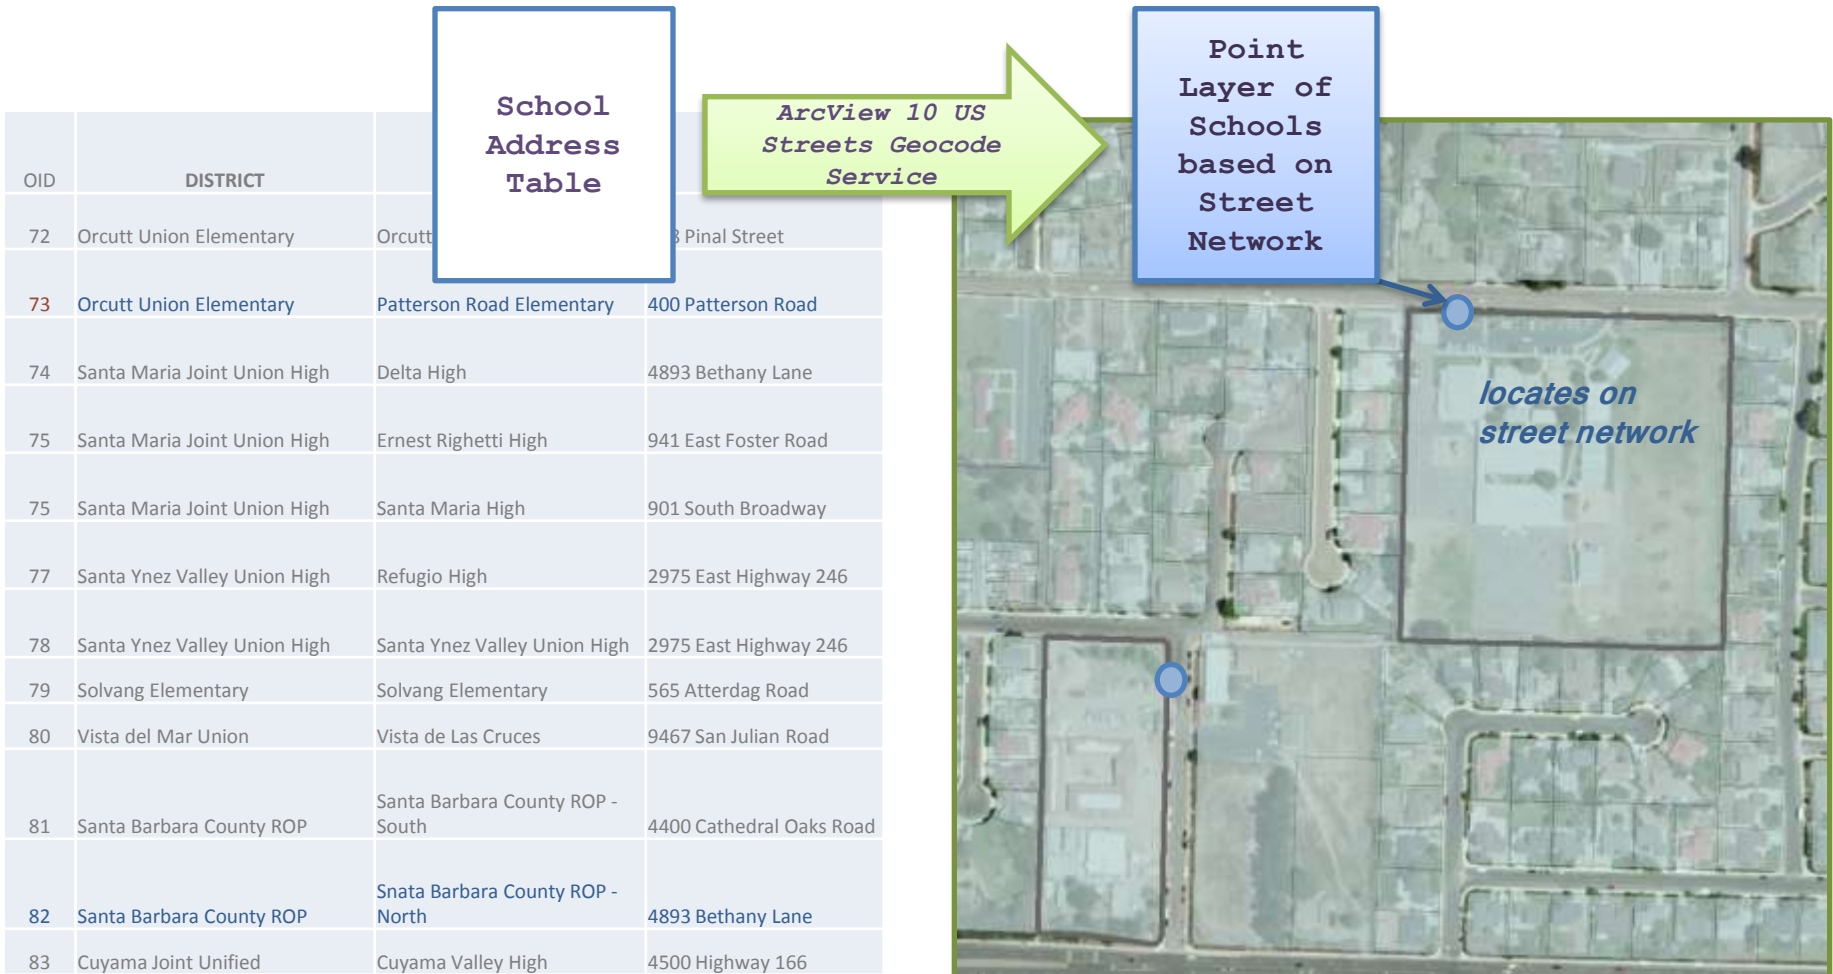 School
Address
Table
ArcView 10 US
Streets Geocode
Service
Point
Layer of
Schools
based on
Street
Network
OID DISTRICT
72 Orcutt Union Elementary Orcutt Pinal Street
73 Orcutt Union Elementary Patterson Road Elementary 400 Patterson Road
74 Santa Maria Joint Union High Delta High 4893 Bethany Lane
75 Santa Maria Joint Union High Ernest Righetti High 941 East Foster Road
75 Santa Maria Joint Union High Santa Maria High 901 South Broadway
77 Santa Ynez Valley Union High Refugio High 2975 East Highway 246
78 Santa Ynez Valley Union High Santa Ynez Valley Union High 2975 East Highway 246
79 Solvang Elementary Solvang Elementary 565 Atterdag Road
80 Vista del Mar Union Vista de Las Cruces 9467 San Julian Road
Santa Barbara County ROP -
81 Santa Barbara County ROP South 4400 Cathedral Oaks Road
Snata Barbara County ROP -
82 Santa Barbara County ROP North 4893 Bethany Lane
83 Cuyama Joint Unified Cuyama Valley High 4500 Highway 166
locates on
street network